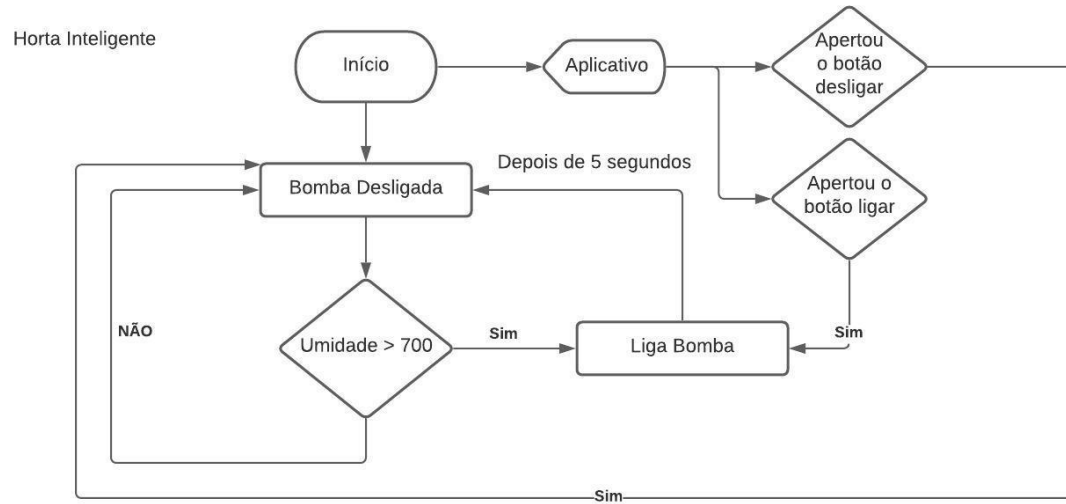 Horta Inteligente
Início
Aplicativo
Apertou
o botão
desligar
Depois de 5 segundos
Bomba Desligada
Apertou o
botão ligar
NÃO
Umidade > 700
Sim
Liga Bomba
Sim
Sim